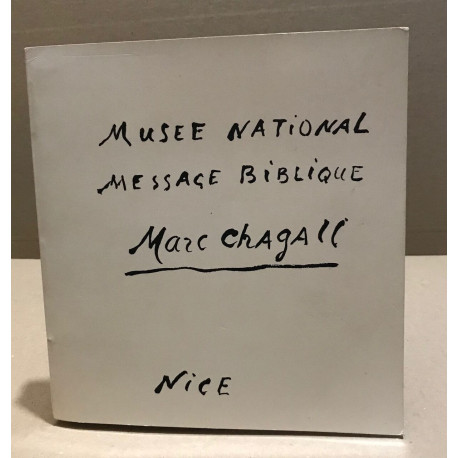 MUSEE NATIONAL
MESSAGE BIBLIQUE
Marc Chagall
NICE